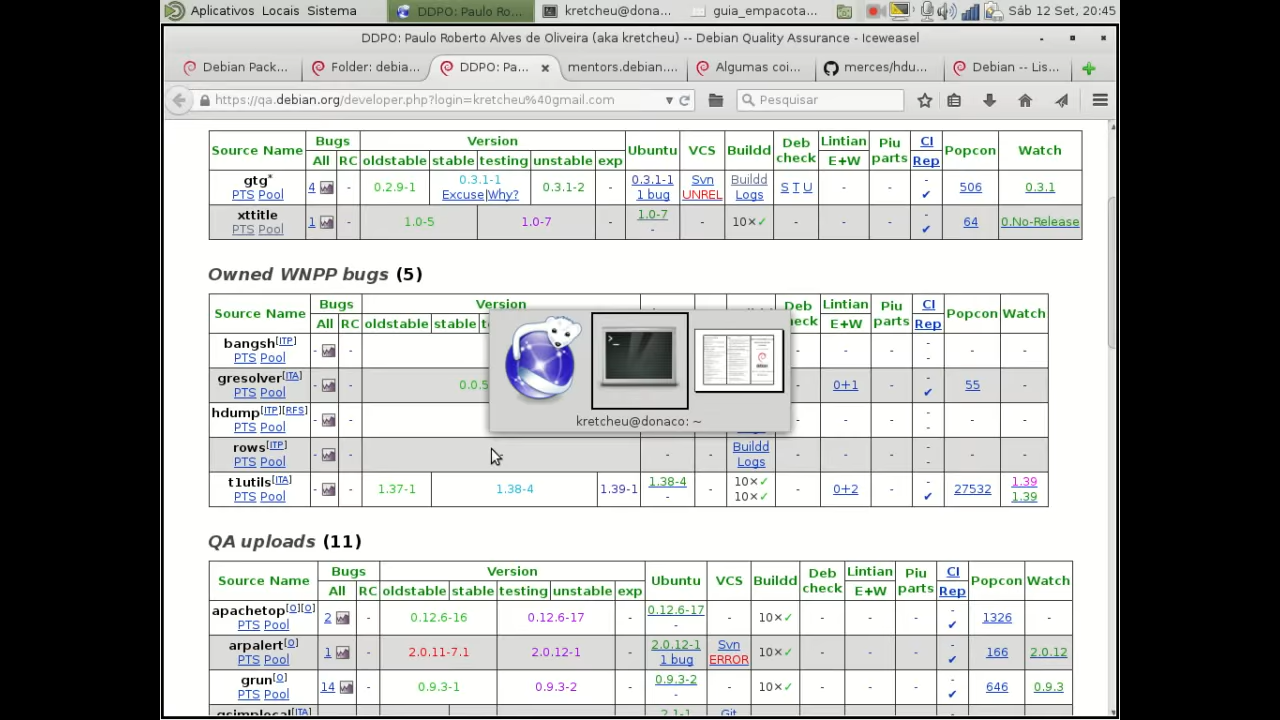 Aplicativos Locais Sistema DDPO: Paulo Ro... kretcheu@dona... guia_empacota... Sáb 12 Set, 20:45
DDPO: Paulo Roberto Alves de Oliveira (aka kretcheu) -- Debian Quality Assurance - Iceweasel
Debian Pack... Folder: debia... DDPO: Pa... mentors.debian.... Algumas coi... merces/hdu... Debian -- Lis...
https://qa.debian.org/developer.php?login=kretcheu%40gmail.com Pesquisar
Source Name Bugs Version Ubuntu VCS Buildd Deb check Lintian Piu parts CI Popcon Watch
All RC oldstable stable testing unstable exp E+W Rep
gtg* 4 - 0.2.9-1 0.3.1-1 0.3.1-2 - 0.3.1-1 Svn Buildd S T U - - - 506 0.3.1
PTS Pool Excuse|Why? 1 bug UNREL Logs ✔
xttitle 1 - 1.0-5 1.0-7 - 1.0-7 - 10×✓ - - - - 64 0.No-Release
PTS Pool - ✔
Owned WNPP bugs (5)
Source Name Bugs Version Deb check Lintian Piu parts CI Popcon Watch
All RC oldstable stable E+W Rep
bangsh[ITP] - - - - - - - -
PTS Pool -
gresolver[ITA] - - 0.0.5 0+1 - - 55 -
PTS Pool ✔
hdump[ITP][RFS] - - - - - - - -
PTS Pool -
kretcheu@donaco: ~
rows[ITP] - - - - Buildd - - - - - -
PTS Pool Logs -
t1utils[ITA] - - 1.37-1 1.38-4 1.39-1 1.38-4 - 10×✓ - 0+2 - - 27532 1.39
PTS Pool - 10×✓ ✔ 1.39
QA uploads (11)
Source Name Bugs Version Ubuntu VCS Buildd Deb check Lintian Piu parts CI Popcon Watch
All RC oldstable stable testing unstable exp E+W Rep
apachetop[O][O] 2 - 0.12.6-16 0.12.6-17 - 0.12.6-17 - 10×✓ - - - - 1326 -
PTS Pool - ✔
arpalert[O] 1 - 2.0.11-7.1 2.0.12-1 - 2.0.12-1 Svn 10×✓ - - - - 166 2.0.12
PTS Pool 1 bug ERROR ✔
grun[O] 14 - 0.9.3-1 0.9.3-2 - 0.9.3-2 - 10×✓ - - - - 646 0.9.3
PTS Pool - ✔
gsimplecal[ITA] 2.1-1 Git